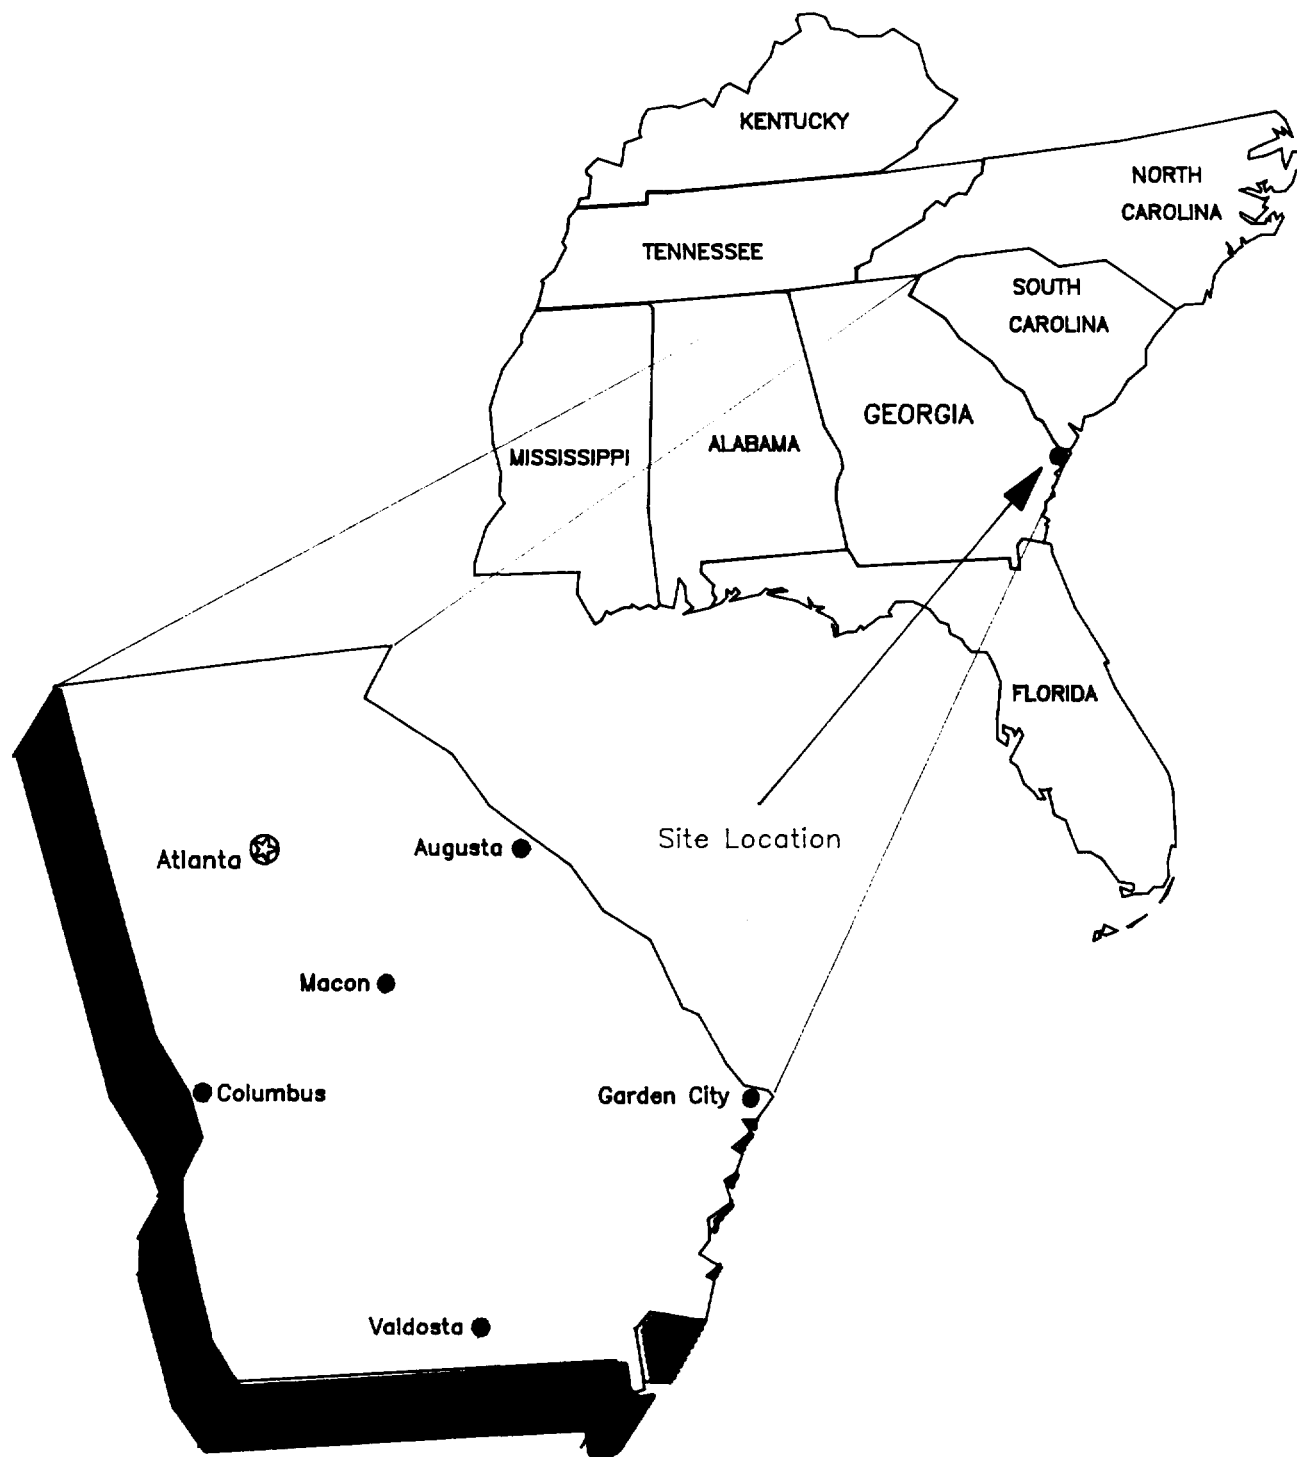 KENTUCKY
NORTH
CAROLINA
TENNESSEE
SOUTH
CAROLINA
GEORGIA
ALABAMA
MISSISSIPPI
FLORIDA
Site Location
Atlanta
Augusta
Macon
Columbus
Garden City
Valdosta